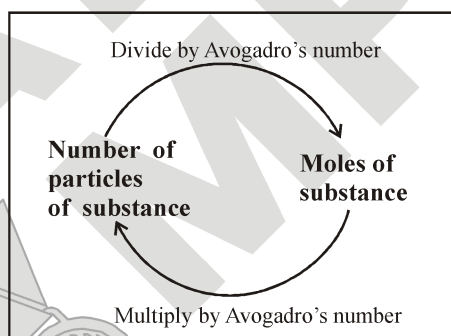 Divide by Avogadro's number
Number of
particles
of substance
Moles of
substance
Multiply by Avogadro's number